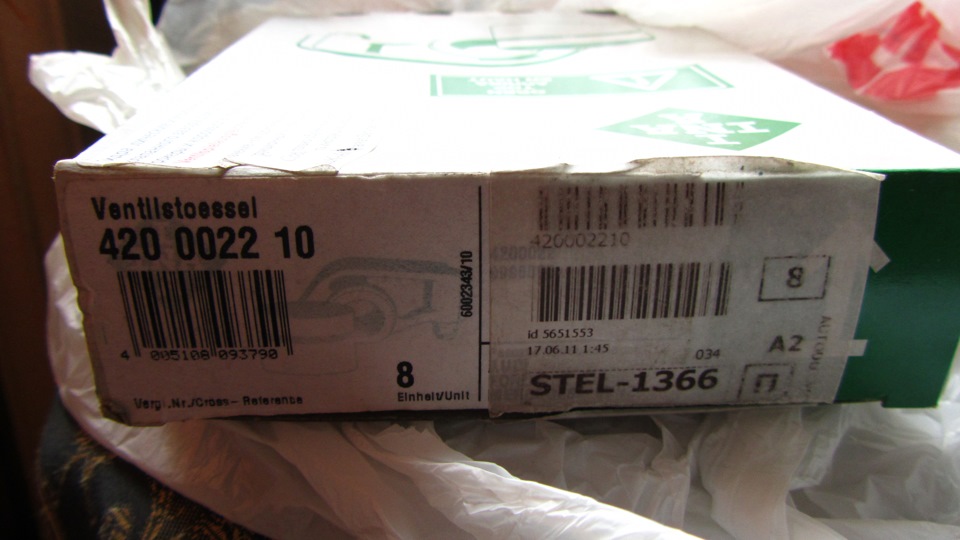 Ventilstoessel
420 0022 10
4 005108 093790
8
Einheit/Unit
Vergl.Nr./Cross- Reference
6002343/10
420002210
id 5651553
17.06.11 1:45
034
STEL-1366
8
A2
П